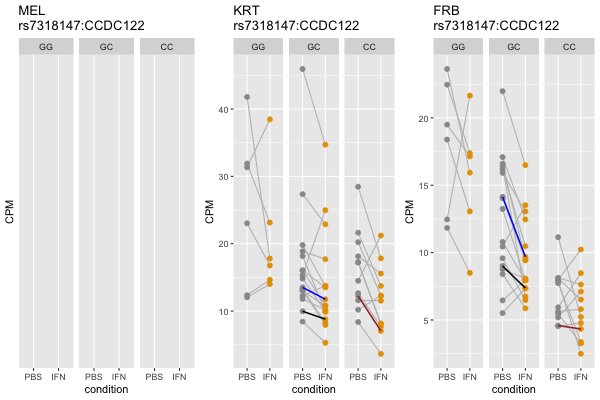 MEL
rs7318147:CCDC122
GG GC CC
CPM
PBS IFN PBS IFN PBS IFN
condition
KRT
rs7318147:CCDC122
GG GC CC
CPM
40
30
20
10
PBS IFN PBS IFN PBS IFN
condition
FRB
rs7318147:CCDC122
GG GC CC
CPM
20
15
10
5
PBS IFN PBS IFN PBS IFN
condition